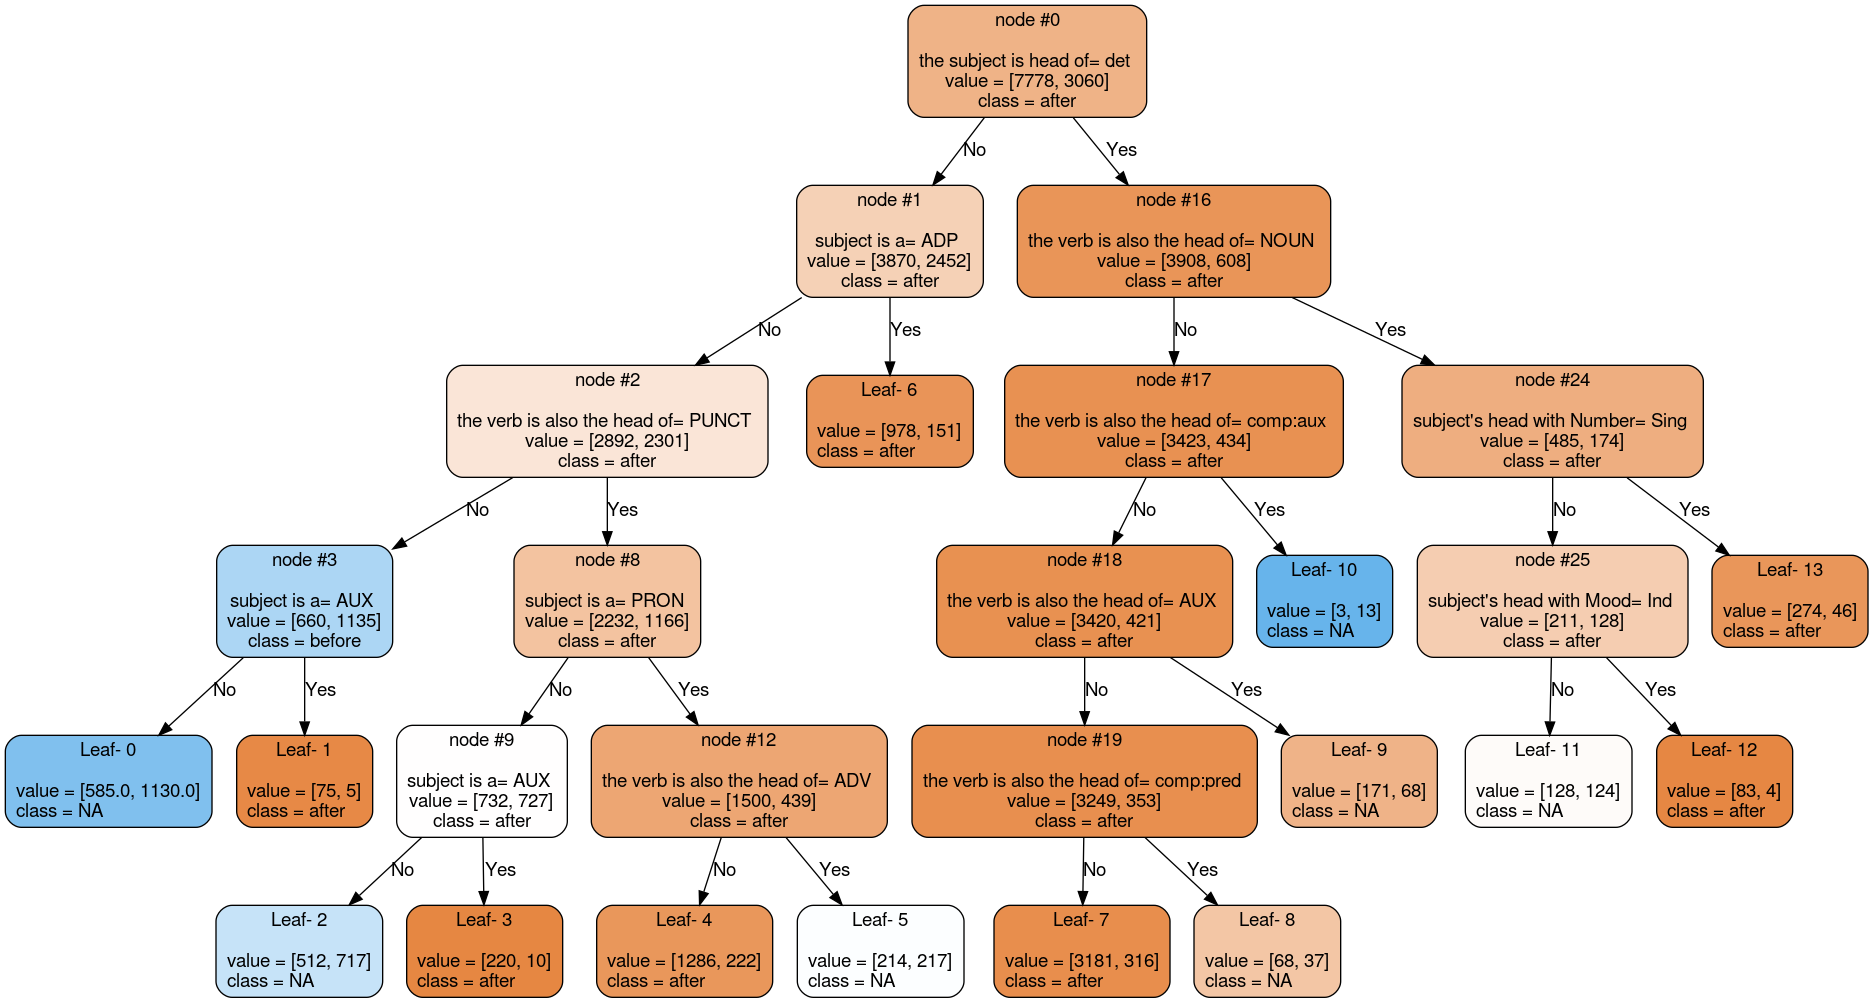 node #0
the subject is head of= det
value = [7778, 3060]
class = after
No
Yes
node #1
subject is a= ADP
value = [3870, 2452]
class = after
node #16
the verb is also the head of= NOUN
value = [3908, 608]
class = after
No
Yes
No
Yes
node #2
the verb is also the head of= PUNCT
value = [2892, 2301]
class = after
Leaf- 6
value = [978, 151]
class = after
node #17
the verb is also the head of= comp:aux
value = [3423, 434]
class = after
node #24
subject's head with Number= Sing
value = [485, 174]
class = after
No
Yes
No
Yes
No
Yes
node #3
subject is a= AUX
value = [660, 1135]
class = before
node #8
subject is a= PRON
value = [2232, 1166]
class = after
node #18
the verb is also the head of= AUX
value = [3420, 421]
class = after
Leaf- 10
value = [3, 13]
class = NA
node #25
subject's head with Mood= Ind
value = [211, 128]
class = after
Leaf- 13
value = [274, 46]
class = after
No
Yes
No
Yes
No
Yes
No
Yes
Leaf- 0
value = [585.0, 1130.0]
class = NA
Leaf- 1
value = [75, 5]
class = after
node #9
subject is a= AUX
value = [732, 727]
class = after
node #12
the verb is also the head of= ADV
value = [1500, 439]
class = after
node #19
the verb is also the head of= comp:pred
value = [3249, 353]
class = after
Leaf- 9
value = [171, 68]
class = NA
Leaf- 11
value = [128, 124]
class = NA
Leaf- 12
value = [83, 4]
class = after
No
Yes
No
Yes
No
Yes
Leaf- 2
value = [512, 717]
class = NA
Leaf- 3
value = [220, 10]
class = after
Leaf- 4
value = [1286, 222]
class = after
Leaf- 5
value = [214, 217]
class = NA
Leaf- 7
value = [3181, 316]
class = after
Leaf- 8
value = [68, 37]
class = NA